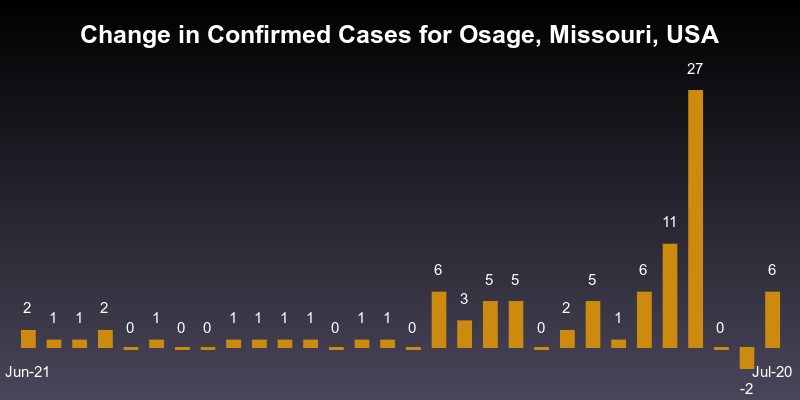 Change in Confirmed Cases for Osage, Missouri, USA
2 1 1 2 0 1 0 0 1 1 1 1 0 1 1 0 6 3 5 5 0 2 5 1 6 11 27 0 -2 6
Jun-21 Jul-20